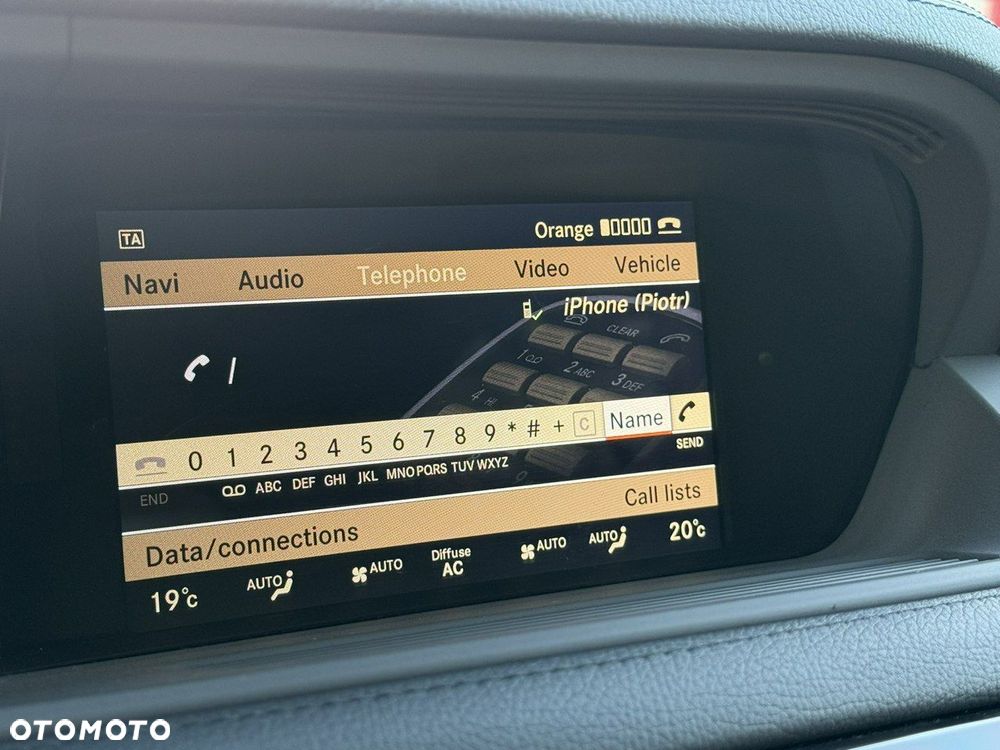 TA Orange
Navi Audio Telephone Video Vehicle
iPhone (Piotr)
CLEAR
1 2 ABC 3 DEF
4 HI
0 1 2 3 4 5 6 7 8 9 * # + C Name
END ABC DEF GHI JKL MNO PQRS TUV WXYZ SEND
Data/connections Call lists
19°C AUTO AUTO Diffuse AC AUTO AUTO 20°C
OTOMOTO